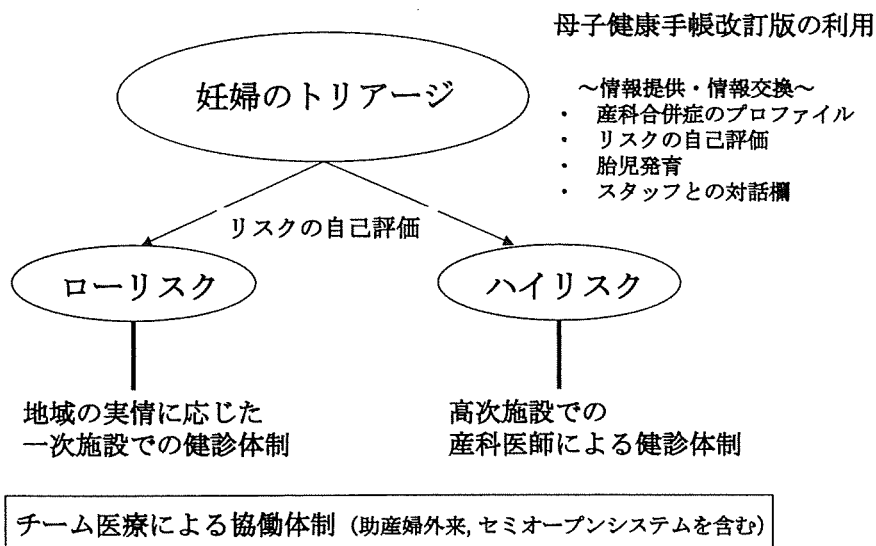 母子健康手帳改訂版の利用
妊婦のトリアージ
~情報提供・情報交換~
・ 産科合併症のプロファイル
・ リスクの自己評価
・ 胎児発育
・ スタッフとの対話欄
リスクの自己評価
ローリスク
ハイリスク
地域の実情に応じた
一次施設での健診体制
高次施設での
産科医師による健診体制
チーム医療による協働体制 (助産婦外来, セミオープンシステムを含む)